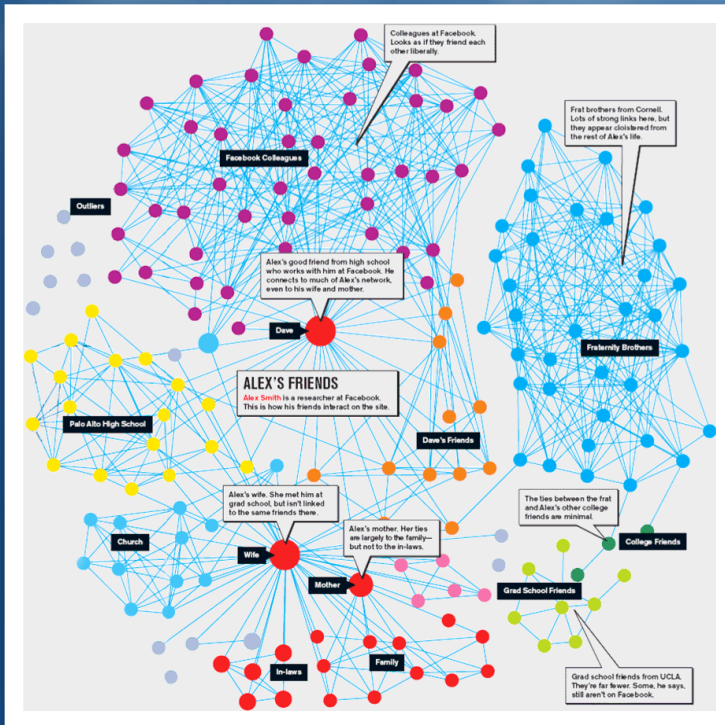 Colleagues at Facebook.
Looks as if they friend each
other liberally.
Frat brothers from Cornell.
Lots of strong links here, but
they appear cloistered from
the rest of Alex's life.
Facebook Colleagues
Outliers
Alex's good friend from high school
who works with him at Facebook. He
connects to much of Alex's network,
even to his wife and mother.
Dave
Fraternity Brothers
ALEX'S FRIENDS
Alex Smith is a researcher at Facebook.
This is how his friends interact on the site.
Palo Alto High School
Dave's Friends
Alex's wife. She met him at
grad school, but isn't linked
to the same friends there.
The ties between the frat
and Alex's other college
friends are minimal.
Alex's mother. Her ties
are largely to the family—
but not to the in-laws.
Church
College Friends
Wife
Mother
Grad School Friends
Family
In-laws
Grad school friends from UCLA.
They're far fewer. Some, he says,
still aren't on Facebook.